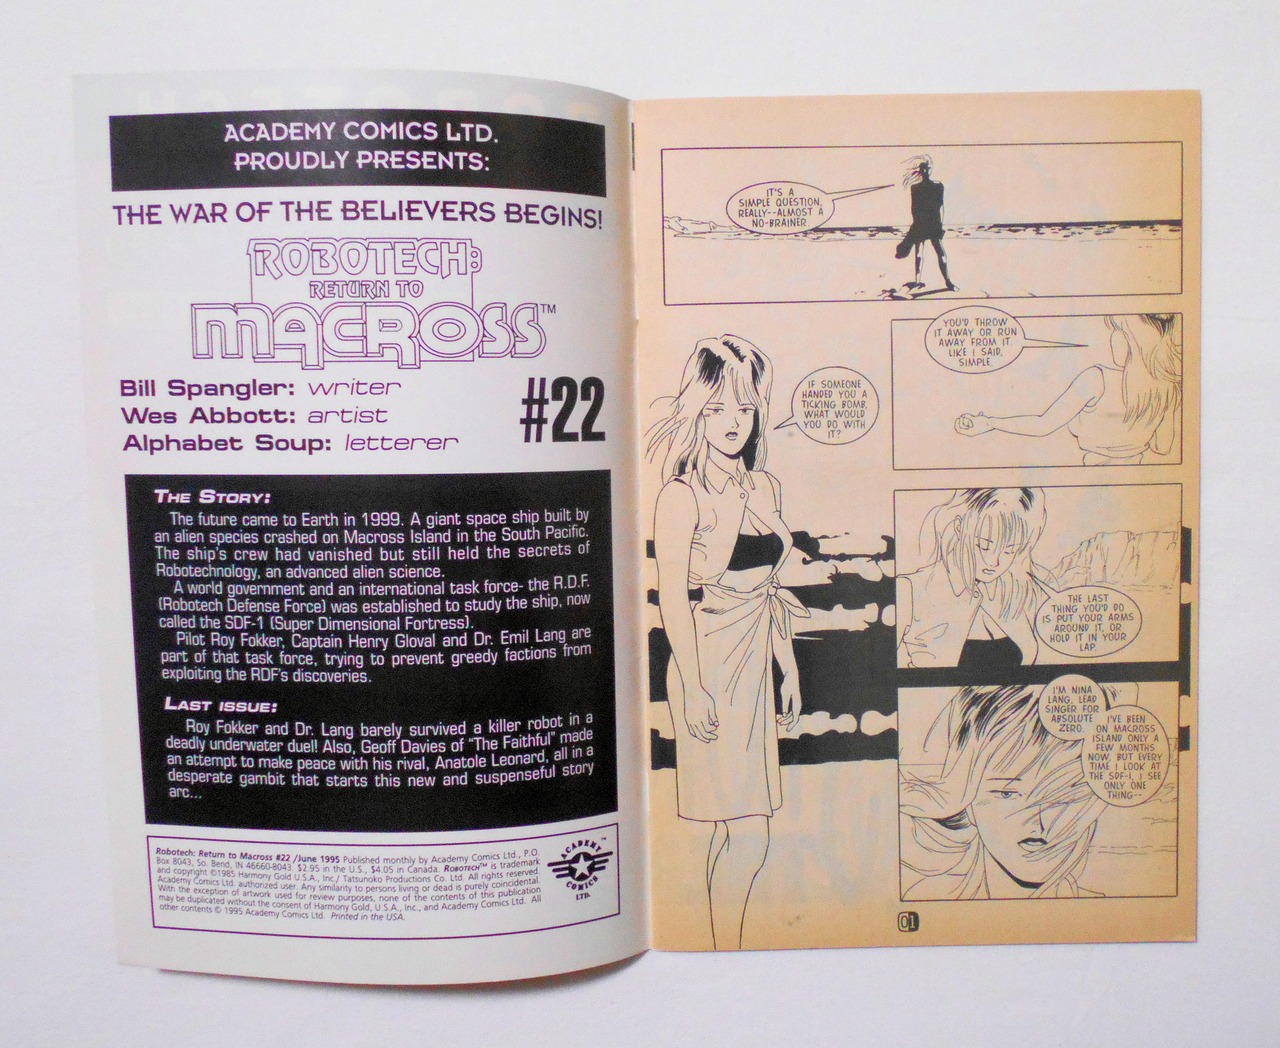 ACADEMY COMICS LTD.
PROUDLY PRESENTS:
THE WAR OF THE BELIEVERS BEGINS!
ROBOTECH:
RETURN TO
MACROSS™
Bill Spangler: writer
Wes Abbott: artist
Alphabet Soup: letterer
#22
THE STORY:
The future came to Earth in 1999. A giant space ship built by
an alien species crashed on Macross Island in the South Pacific.
The ship's crew had vanished but still held the secrets of
Robotechnology, an advanced alien science.
A world government and an international task force- the R.D.F.
(Robotech Defense Force) was established to study the ship, now
called the SDF-1 (Super Dimensional Fortress).
Pilot Roy Fokker, Captain Henry Gloval and Dr. Emil Lang are
part of that task force, trying to prevent greedy factions from
exploiting the RDF's discoveries.
LAST ISSUE:
Roy Fokker and Dr. Lang barely survived a killer robot in a
deadly underwater duel! Also, Geoff Davies of "The Faithful" made
an attempt to make peace with his rival, Anatole Leonard, all in a
desperate gambit that starts this new and suspenseful story
arc...
Robotech: Return to Macross #22 /June 1995 Published monthly by Academy Comics Ltd., P.O.
Box 8043, So. Bend, IN 46660-8043. $2.95 in the U.S., $4.05 in Canada. ROBOTECH™ is trademark
and copyright ©1985 Harmony Gold U.S.A., Inc./ Tatsunoko Productions Co. Ltd. All rights reserved.
Academy Comics Ltd. authorized user. Any similarity to persons living or dead is purely coincidental.
With the exception of artwork used for review purposes, none of the contents of this publication
may be duplicated without the consent of Harmony Gold, U.S.A., Inc., and Academy Comics Ltd. All
other contents © 1995 Academy Comics Ltd. Printed in the USA.
ACADEMY™
COMICS
LTD.
IT'S A
SIMPLE QUESTION,
REALLY--ALMOST A
NO-BRAINER.
IF SOMEONE
HANDED YOU A
TICKING BOMB,
WHAT WOULD
YOU DO WITH
IT?
YOU'D THROW
IT AWAY OR RUN
AWAY FROM IT.
LIKE I SAID,
SIMPLE.
THE LAST
THING YOU'D DO
IS PUT YOUR ARMS
AROUND IT, OR
HOLD IT IN YOUR
LAP.
I'M NINA
LANG, LEAD
SINGER FOR
ABSOLUTE
ZERO.
I'VE BEEN
ON MACROSS
ISLAND ONLY A
FEW MONTHS
NOW, BUT EVERY
TIME I LOOK AT
THE SDF-1, I SEE
ONLY ONE
THING--
01